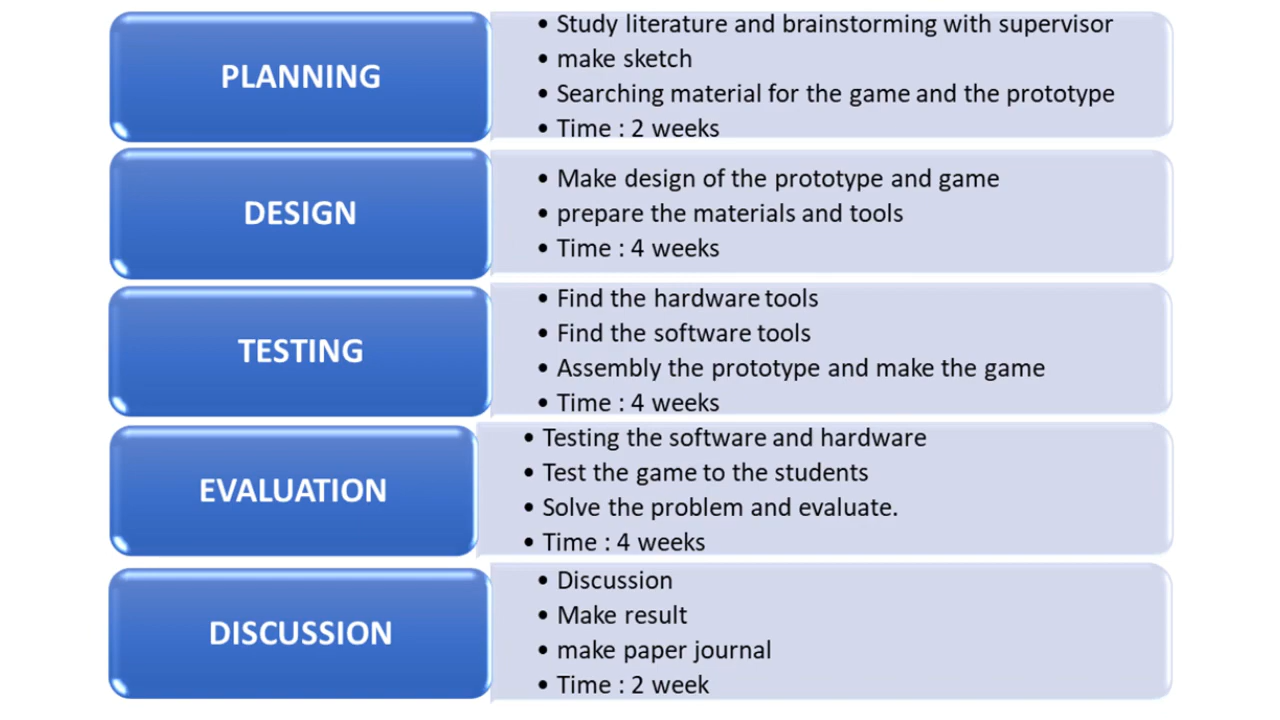 PLANNING
• Study literature and brainstorming with supervisor
• make sketch
• Searching material for the game and the prototype
• Time : 2 weeks
DESIGN
• Make design of the prototype and game
• prepare the materials and tools
• Time : 4 weeks
TESTING
• Find the hardware tools
• Find the software tools
• Assembly the prototype and make the game
• Time : 4 weeks
EVALUATION
• Testing the software and hardware
• Test the game to the students
• Solve the problem and evaluate.
• Time : 4 weeks
DISCUSSION
• Discussion
• Make result
• make paper journal
• Time : 2 week